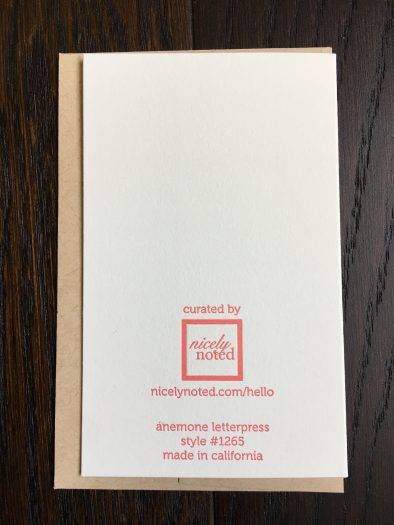 curated by
nicely
noted
nicelynoted.com/hello
anemone letterpress
style #1265
made in california